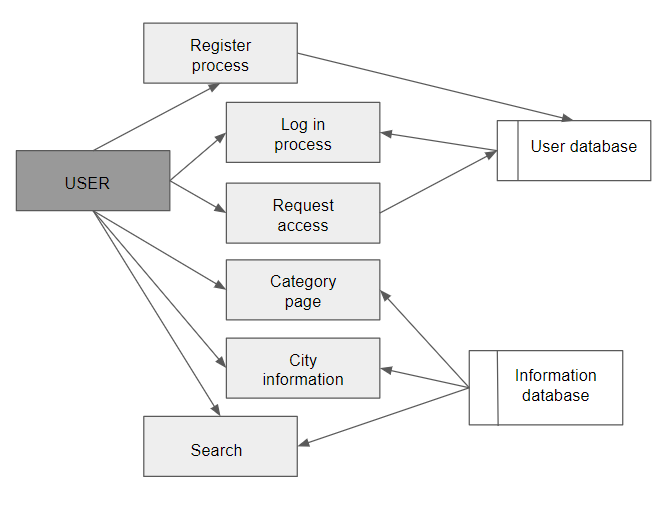 Register
process
Log in
process
User database
USER
Request
access
Category
page
City
information
Information
database
Search